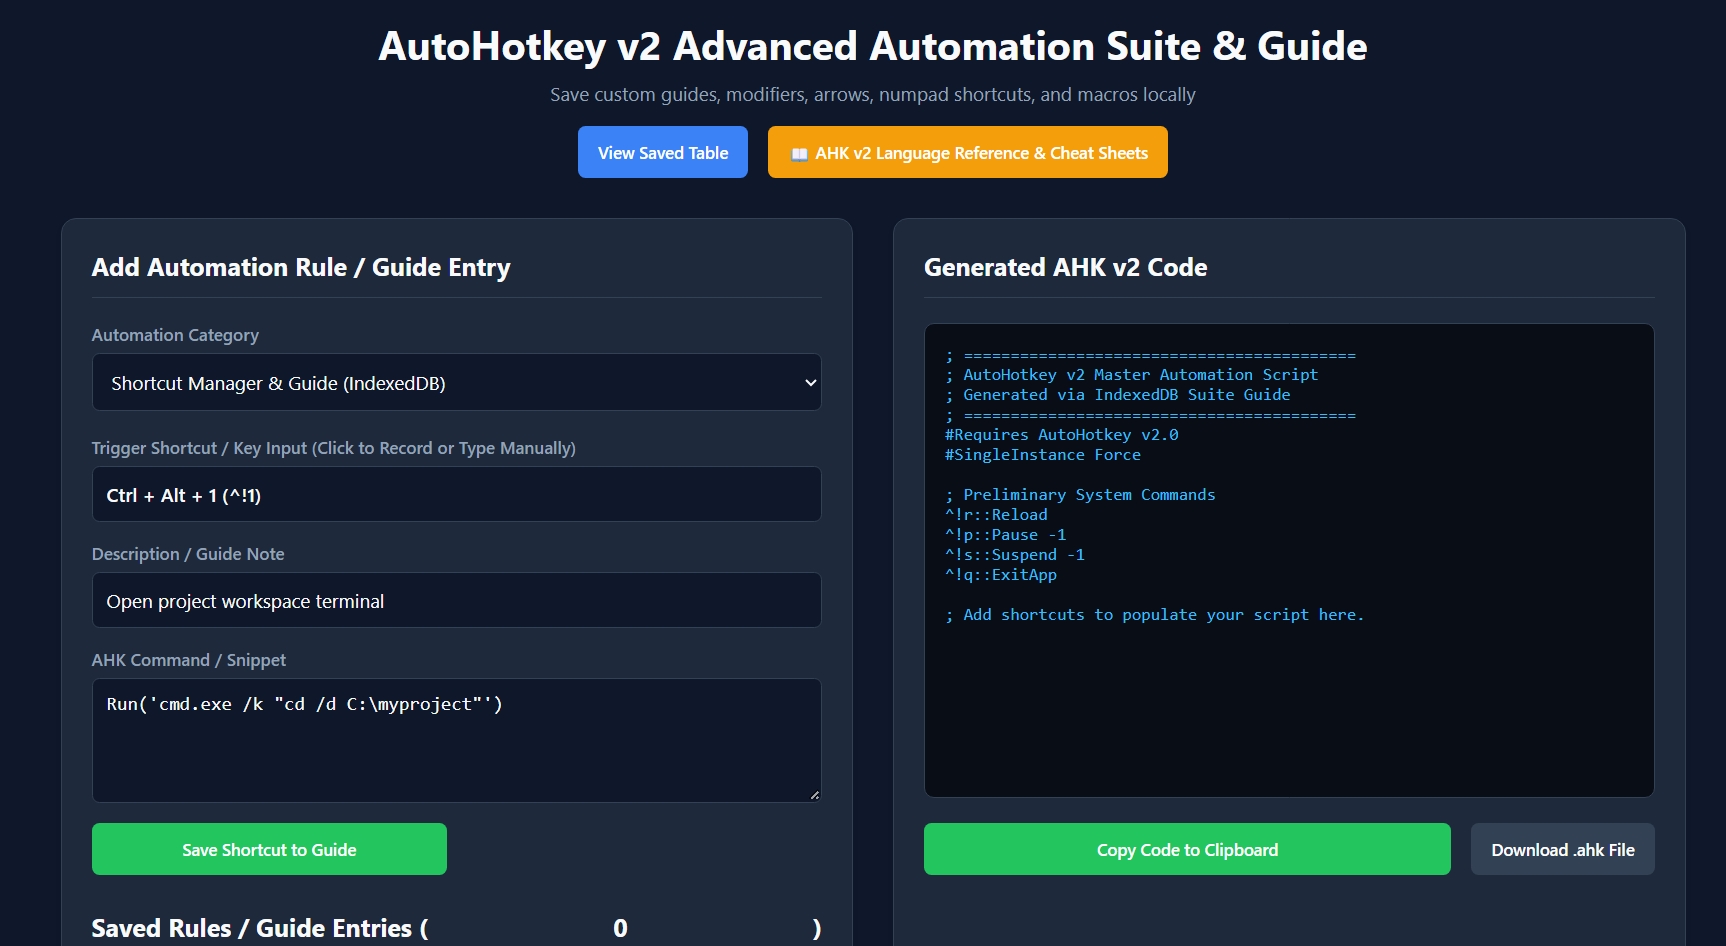 AutoHotkey v2 Advanced Automation Suite & Guide
Save custom guides, modifiers, arrows, numpad shortcuts, and macros locally
View Saved Table
📖 AHK v2 Language Reference & Cheat Sheets
Add Automation Rule / Guide Entry
Automation Category
Shortcut Manager & Guide (IndexedDB)
Trigger Shortcut / Key Input (Click to Record or Type Manually)
Ctrl + Alt + 1 (^!1)
Description / Guide Note
Open project workspace terminal
AHK Command / Snippet
Run('cmd.exe /k "cd /d C:\myproject"')
Save Shortcut to Guide
Saved Rules / Guide Entries ( 0 )
Generated AHK v2 Code
; ==========================================
; AutoHotkey v2 Master Automation Script
; Generated via IndexedDB Suite Guide
; ==========================================
#Requires AutoHotkey v2.0
#SingleInstance Force
; Preliminary System Commands
^!r::Reload
^!p::Pause -1
^!s::Suspend -1
^!q::ExitApp
; Add shortcuts to populate your script here.
Copy Code to Clipboard
Download .ahk File